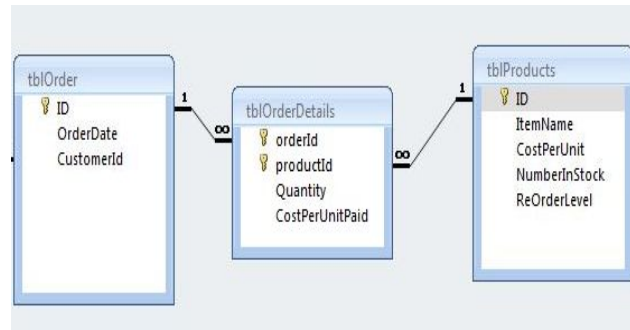 tblOrder
ID
OrderDate
CustomerId
1
∞
tblOrderDetails
orderId
productId
Quantity
CostPerUnitPaid
∞
1
tblProducts
ID
ItemName
CostPerUnit
NumberInStock
ReOrderLevel